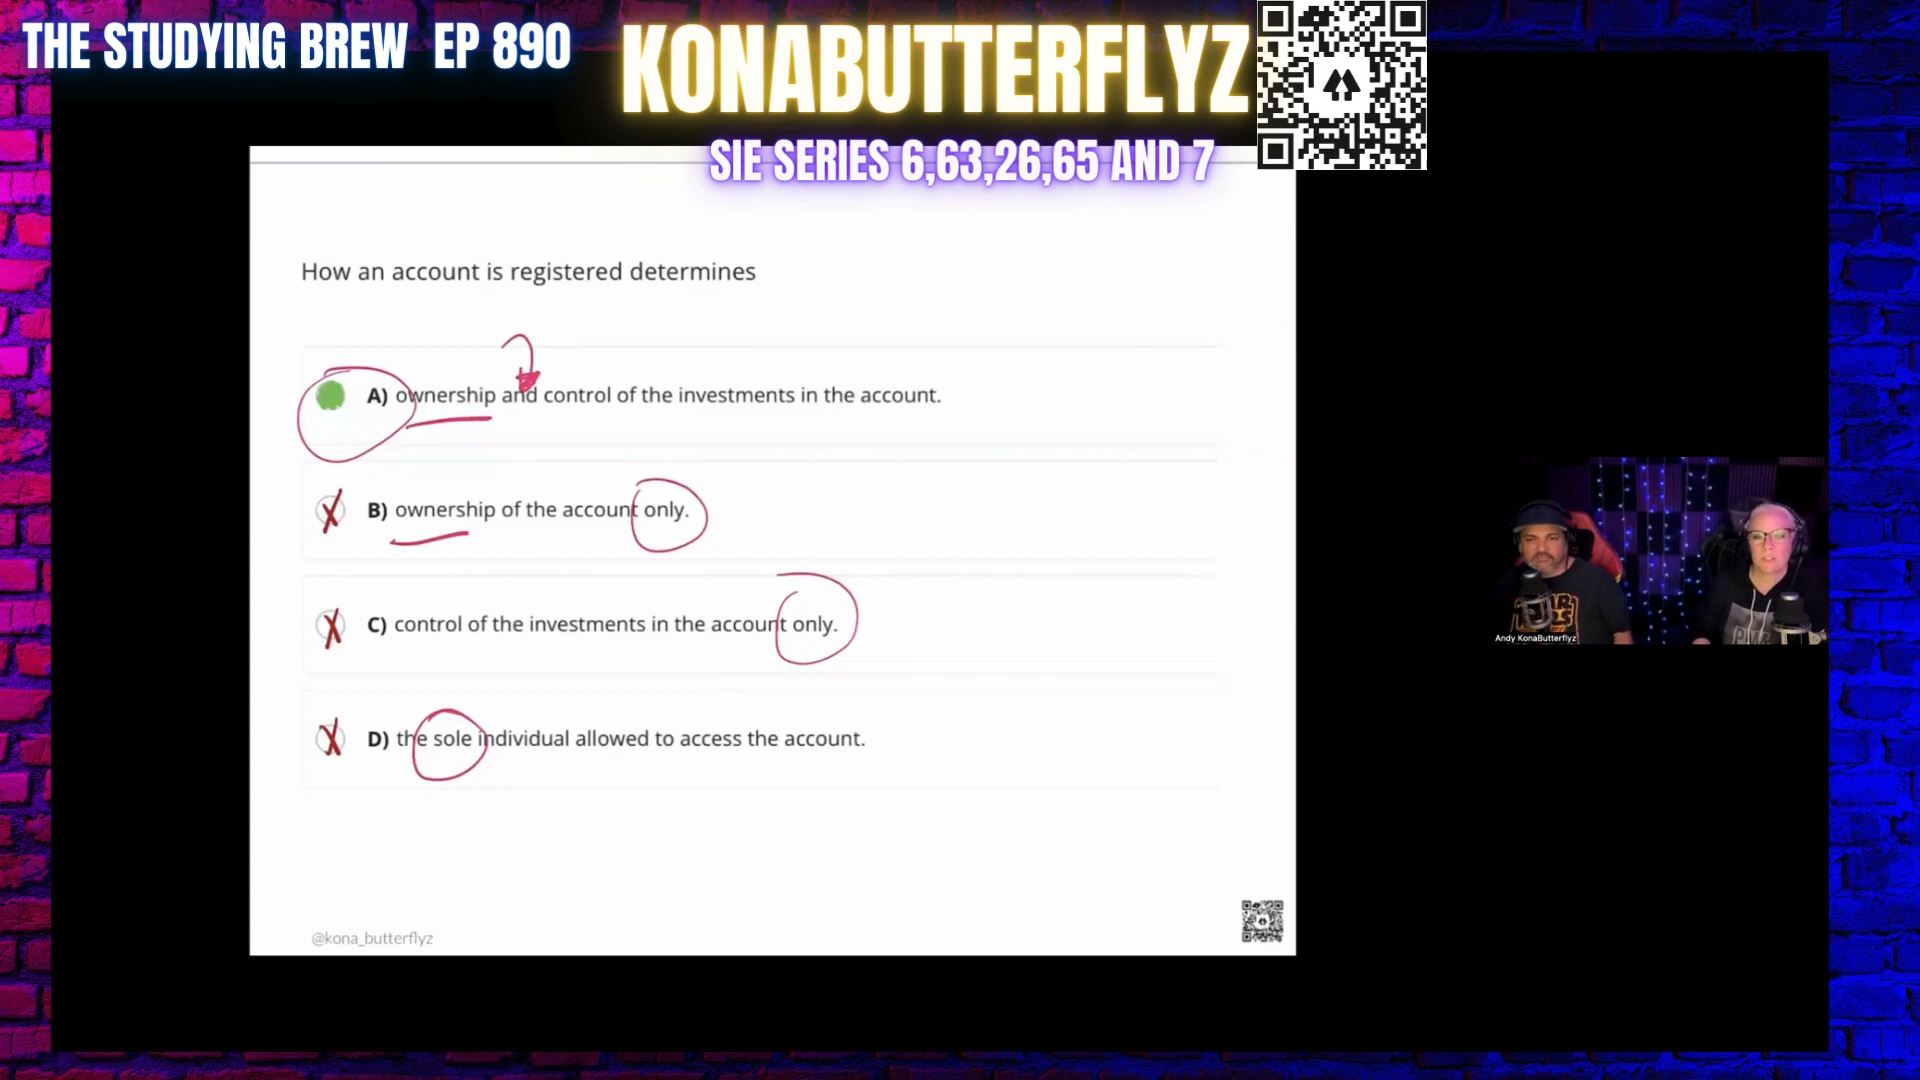 THE STUDYING BREW EP 890
KONABUTTERFLYZ
SIE SERIES 6,63,26,65 AND 7
How an account is registered determines
A) ownership and control of the investments in the account.
B) ownership of the account only.
C) control of the investments in the account only.
D) the sole individual allowed to access the account.
Andy KonaButterflyz
@kona_butterflyz